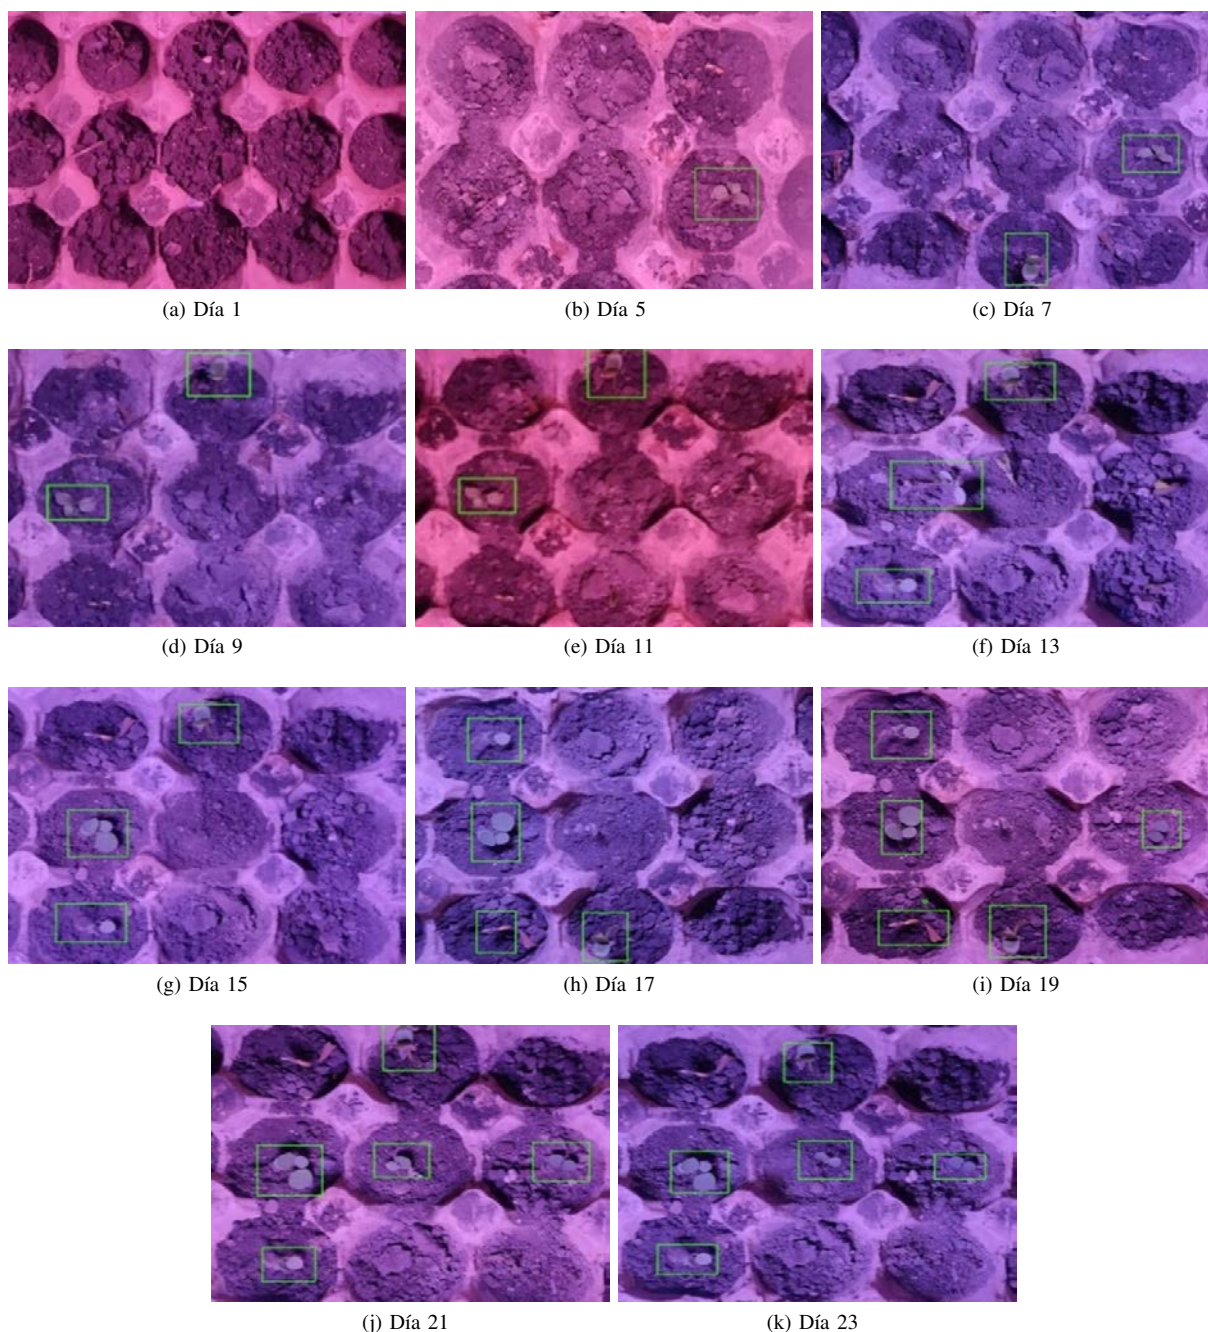 (a) Día 1
(b) Día 5
(c) Día 7
(d) Día 9
(e) Día 11
(f) Día 13
(g) Día 15
(h) Día 17
(i) Día 19
(j) Día 21
(k) Día 23